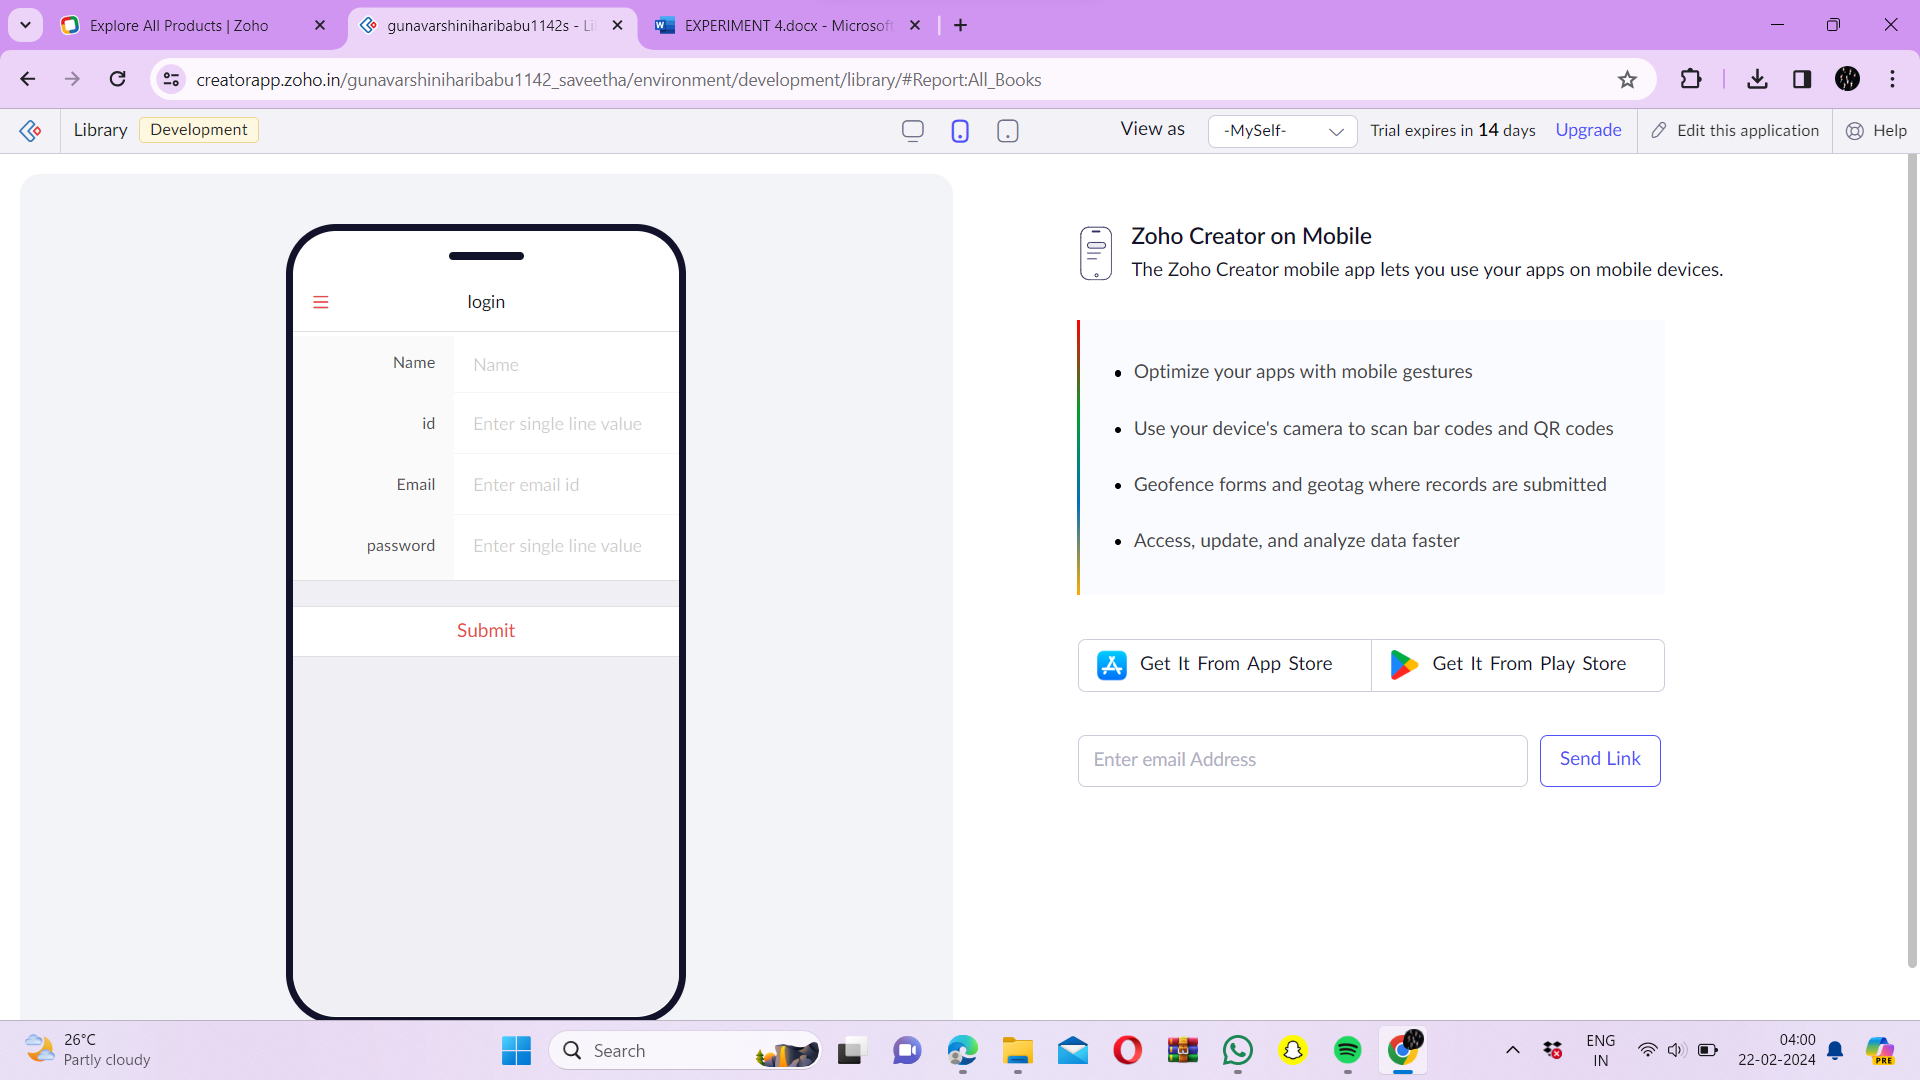 Explore All Products | Zoho
gunavarshiniharibabu1142s - Li
EXPERIMENT 4.docx - Microsoft
creatorapp.zoho.in/gunavarshiniharibabu1142_saveetha/environment/development/library/#Report:All_Books
Library
Development
View as
-MySelf-
Trial expires in 14 days
Upgrade
Edit this application
Help
login
Name
Name
id
Enter single line value
Email
Enter email id
password
Enter single line value
Submit
Zoho Creator on Mobile
The Zoho Creator mobile app lets you use your apps on mobile devices.
• Optimize your apps with mobile gestures
• Use your device's camera to scan bar codes and QR codes
• Geofence forms and geotag where records are submitted
• Access, update, and analyze data faster
Get It From App Store
Get It From Play Store
Enter email Address
Send Link
26°C
Partly cloudy
Search
ENG
IN
04:00
22-02-2024
PRE